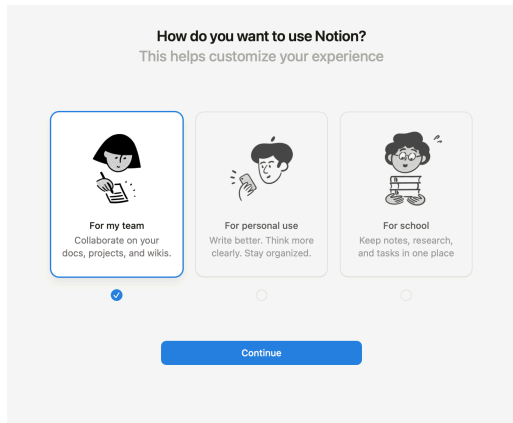 How do you want to use Notion?
This helps customize your experience
For my team
Collaborate on your
docs, projects, and wikis.
For personal use
Write better. Think more
clearly. Stay organized.
For school
Keep notes, research,
and tasks in one place
Continue